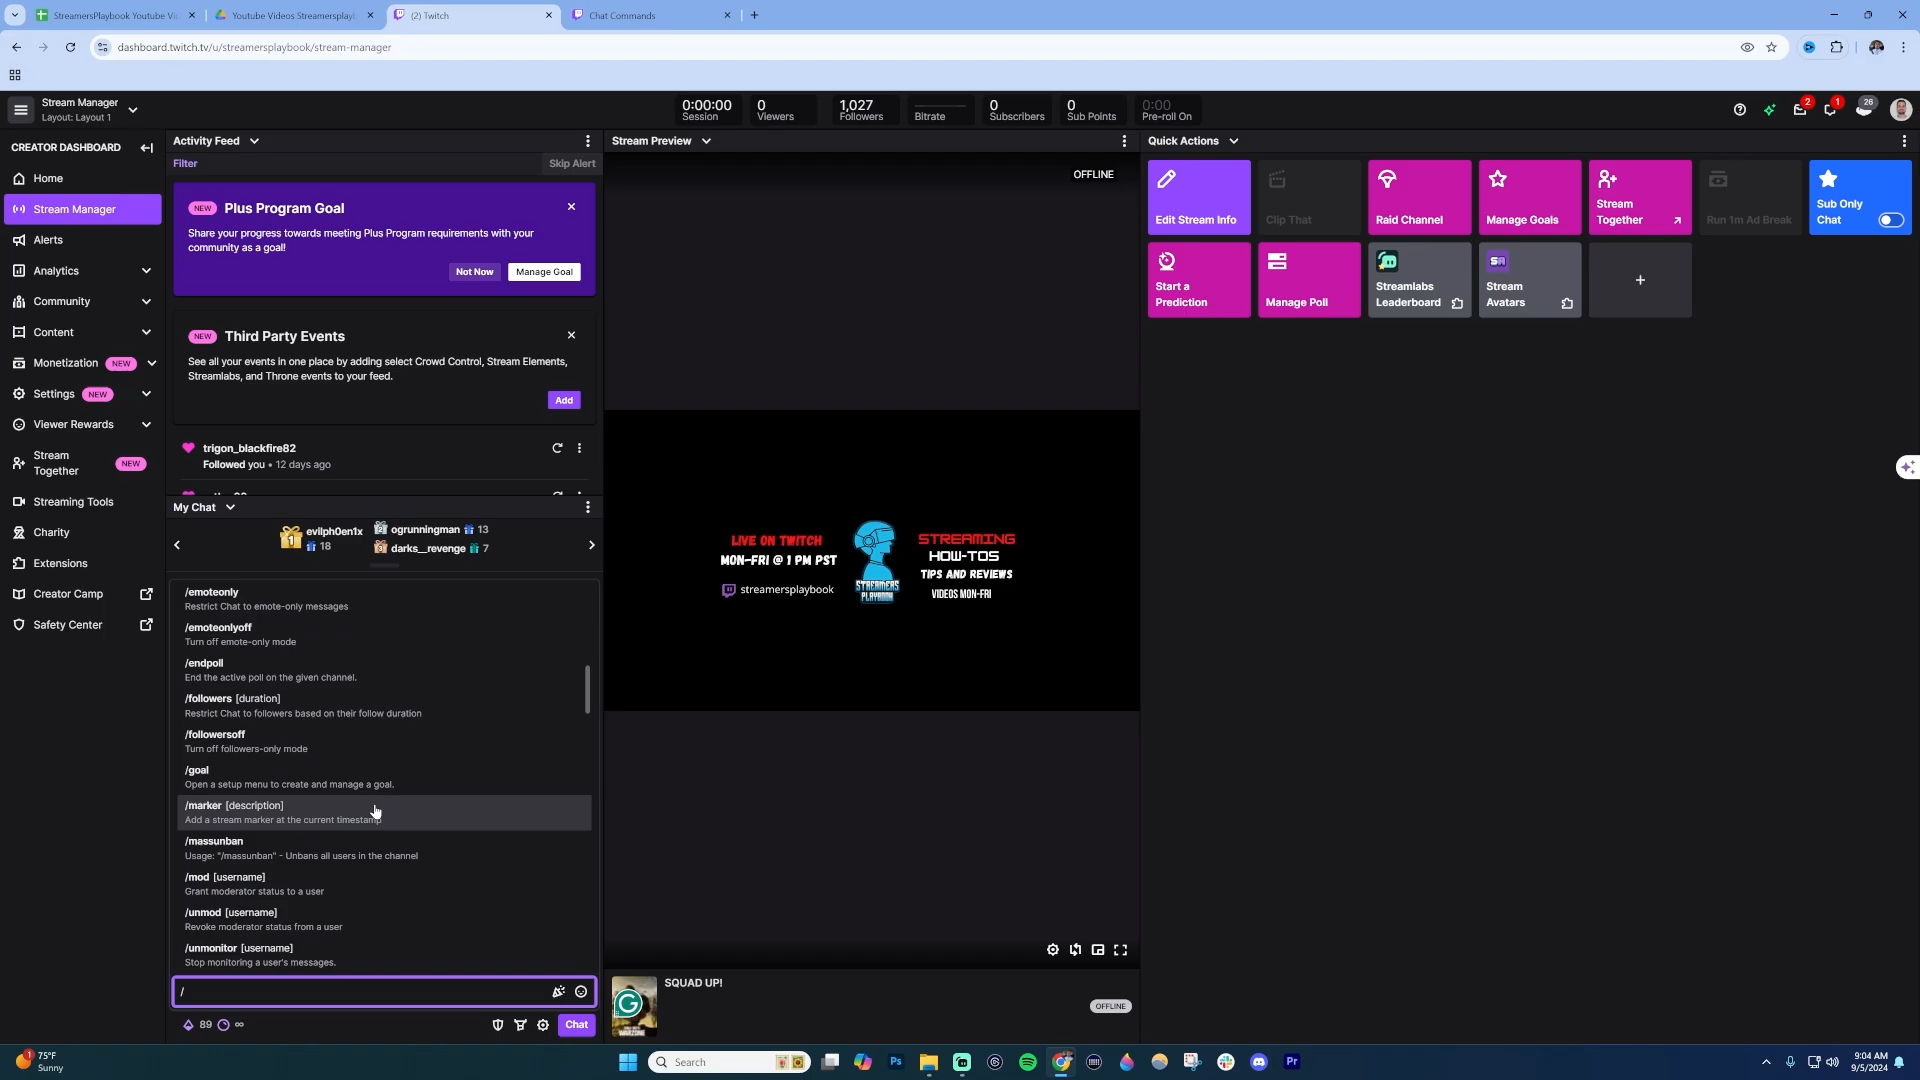 StreamersPlaybook Youtube Vi
Youtube Videos Streamersplay
(2) Twitch
Chat Commands
dashboard.twitch.tv/u/streamersplaybook/stream-manager
Stream Manager
Layout: Layout 1
0:00:00
Session
0
Viewers
1,027
Followers
Bitrate
0
Subscribers
0
Sub Points
0:00
Pre-roll On
2
1
26
CREATOR DASHBOARD
Home
Stream Manager
Alerts
Analytics
Community
Content
Monetization NEW
Settings NEW
Viewer Rewards
Stream
Together
NEW
Streaming Tools
Charity
Extensions
Creator Camp
Safety Center
Activity Feed
Filter
Skip Alert
NEW Plus Program Goal
Share your progress towards meeting Plus Program requirements with your
community as a goal!
Not Now
Manage Goal
NEW Third Party Events
See all your events in one place by adding select Crowd Control, Stream Elements,
Streamlabs, and Throne events to your feed.
Add
trigon_blackfire82
Followed you • 12 days ago
My Chat
1
evilph0en1x
18
2
ogrunningman 13
3
darks__revenge 7
/emoteonly
Restrict Chat to emote-only messages
/emoteonlyoff
Turn off emote-only mode
/endpoll
End the active poll on the given channel.
/followers [duration]
Restrict Chat to followers based on their follow duration
/followersoff
Turn off followers-only mode
/goal
Open a setup menu to create and manage a goal.
/marker [description]
Add a stream marker at the current timestamp
/massunban
Usage: "/massunban" - Unbans all users in the channel
/mod [username]
Grant moderator status to a user
/unmod [username]
Revoke moderator status from a user
/unmonitor [username]
Stop monitoring a user's messages.
/
89
∞
Chat
Stream Preview
OFFLINE
LIVE ON TWITCH
MON-FRI @ 1 PM PST
streamersplaybook
STREAMERS
PLAYBOOK
STREAMING
HOW-TOS
TIPS AND REVIEWS
VIDEOS MON-FRI
SQUAD UP!
OFFLINE
WARZONE
Quick Actions
Edit Stream Info
Clip That
Raid Channel
Manage Goals
Stream
Together
Run 1m Ad Break
Sub Only
Chat
Start a
Prediction
Manage Poll
Streamlabs
Leaderboard
SA
Stream
Avatars
+
1
75°F
Sunny
Search
Ps
Pr
9:04 AM
9/5/2024